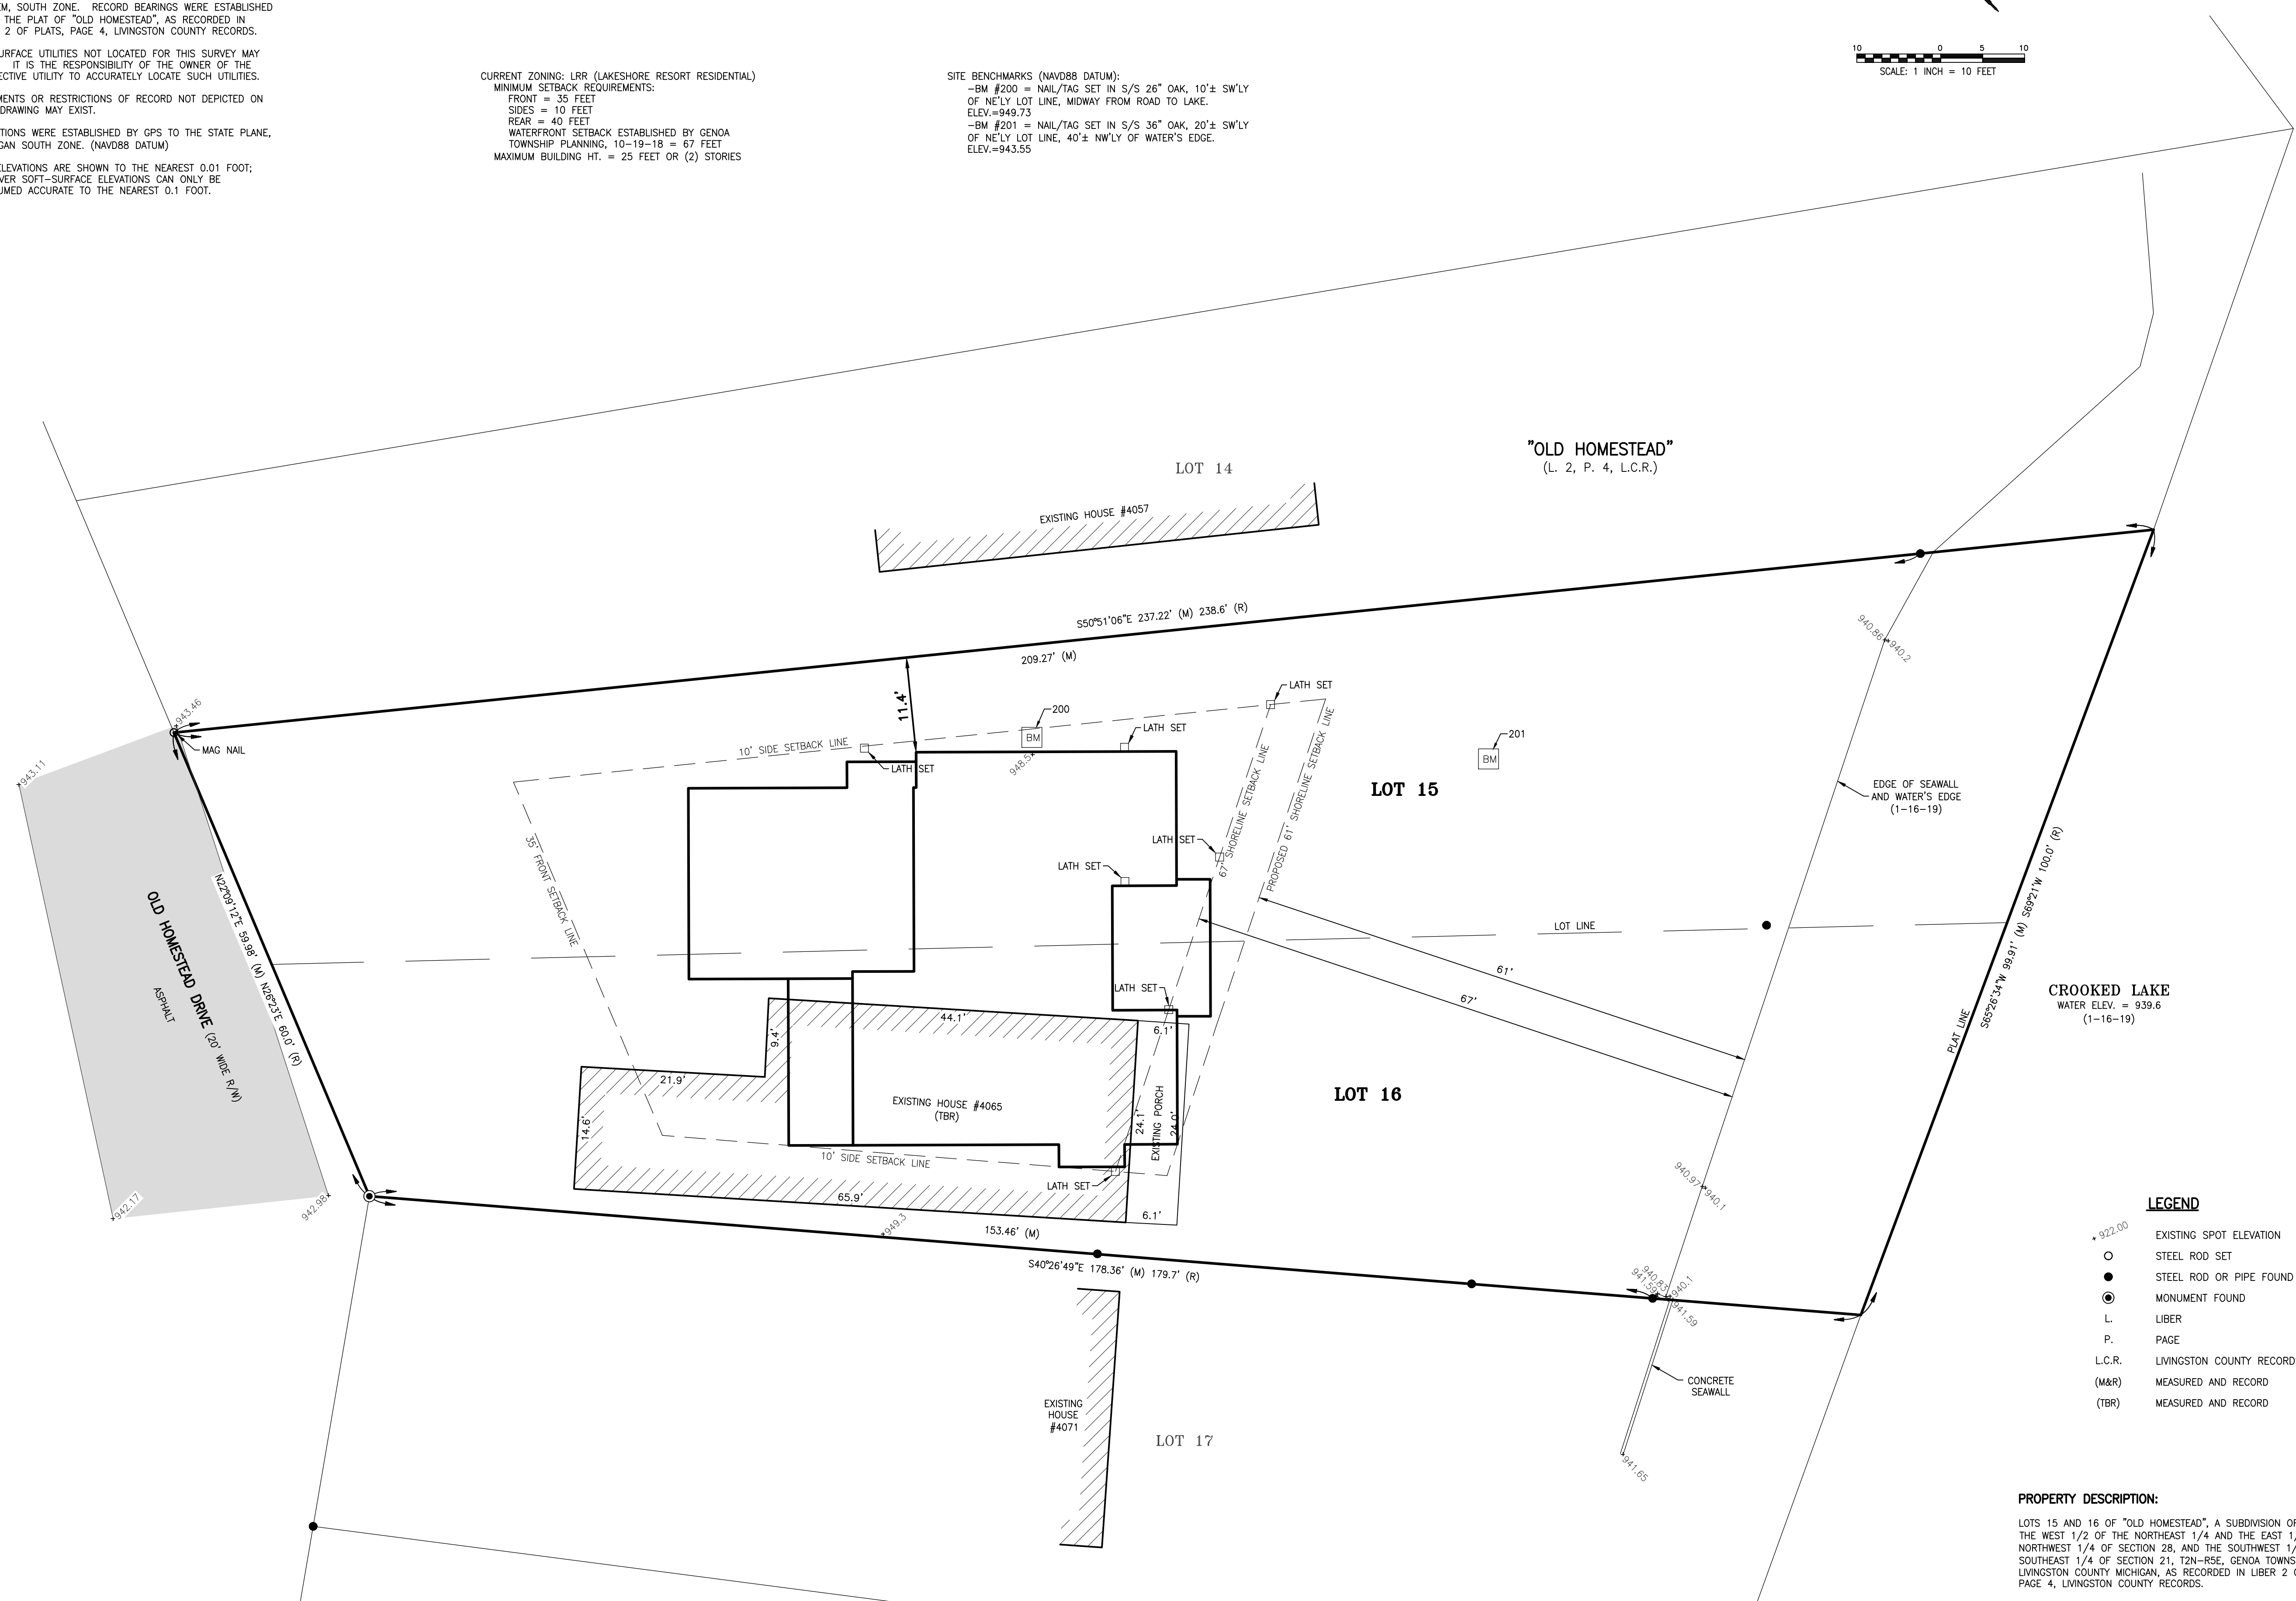 EM, SOUTH ZONE. RECORD BEARINGS WERE ESTABLISHED
THE PLAT OF "OLD HOMESTEAD", AS RECORDED IN
2 OF PLATS, PAGE 4, LIVINGSTON COUNTY RECORDS.
URFACE UTILITIES NOT LOCATED FOR THIS SURVEY MAY
IT IS THE RESPONSIBILITY OF THE OWNER OF THE
ECTIVE UTILITY TO ACCURATELY LOCATE SUCH UTILITIES.
MENTS OR RESTRICTIONS OF RECORD NOT DEPICTED ON
DRAWING MAY EXIST.
TIONS WERE ESTABLISHED BY GPS TO THE STATE PLANE,
GAN SOUTH ZONE. (NAVD88 DATUM)
ELEVATIONS ARE SHOWN TO THE NEAREST 0.01 FOOT;
VER SOFT-SURFACE ELEVATIONS CAN ONLY BE
UMED ACCURATE TO THE NEAREST 0.1 FOOT.
CURRENT ZONING: LRR (LAKESHORE RESORT RESIDENTIAL)
MINIMUM SETBACK REQUIREMENTS:
FRONT = 35 FEET
SIDES = 10 FEET
REAR = 40 FEET
WATERFRONT SETBACK ESTABLISHED BY GENOA
TOWNSHIP PLANNING, 10-19-18 = 67 FEET
MAXIMUM BUILDING HT. = 25 FEET OR (2) STORIES
SITE BENCHMARKS (NAVD88 DATUM):
-BM #200 = NAIL/TAG SET IN S/S 26" OAK, 10'± SW'LY
OF NE'LY LOT LINE, MIDWAY FROM ROAD TO LAKE.
ELEV.=949.73
-BM #201 = NAIL/TAG SET IN S/S 36" OAK, 20'± SW'LY
OF NE'LY LOT LINE, 40'± NW'LY OF WATER'S EDGE.
ELEV.=943.55
10 0 5 10
SCALE: 1 INCH = 10 FEET
"OLD HOMESTEAD"
(L. 2, P. 4, L.C.R.)
LOT 14
EXISTING HOUSE #4057
S50°51'06"E 237.22' (M) 238.6' (R)
209.27' (M)
940.86
940.2
943.46
MAG NAIL
943.11
11.4'
LATH SET
200
BM
948.5
LATH SET
201
BM
10' SIDE SETBACK LINE
LATH SET
LOT 15
35' FRONT SETBACK LINE
67' SHORELINE SETBACK LINE
PROPOSED 61' SHORELINE SETBACK LINE
EDGE OF SEAWALL
AND WATER'S EDGE
(1-16-19)
LATH SET
LATH SET
OLD HOMESTEAD DRIVE (20' WIDE R/W)
ASPHALT
N22°09'12"E 59.98' (M) N26°23'E 60.0' (R)
LOT LINE
61'
67'
PLAT LINE
S65°26'34"W 99.91' (M) S69°21'W 100.0' (R)
CROOKED LAKE
WATER ELEV. = 939.6
(1-16-19)
LATH SET
44.1'
6.1'
9.4'
21.9'
14.6'
EXISTING HOUSE #4065
(TBR)
24.1'
EXISTING PORCH
24.0'
LOT 16
10' SIDE SETBACK LINE
LATH SET
65.9'
6.1'
942.17
942.98
949.3
153.46' (M)
S40°26'49"E 178.36' (M) 179.7' (R)
940.97
940.1
940.83
941.59
940.1
941.59
CONCRETE
SEAWALL
941.65
EXISTING
HOUSE
#4071
LOT 17
LEGEND
922.00 EXISTING SPOT ELEVATION
STEEL ROD SET
STEEL ROD OR PIPE FOUND
MONUMENT FOUND
L. LIBER
P. PAGE
L.C.R. LIVINGSTON COUNTY RECORD
(M&R) MEASURED AND RECORD
(TBR) MEASURED AND RECORD
PROPERTY DESCRIPTION:
LOTS 15 AND 16 OF "OLD HOMESTEAD", A SUBDIVISION OF
THE WEST 1/2 OF THE NORTHEAST 1/4 AND THE EAST 1/
NORTHWEST 1/4 OF SECTION 28, AND THE SOUTHWEST 1/
SOUTHEAST 1/4 OF SECTION 21, T2N-R5E, GENOA TOWNS
LIVINGSTON COUNTY MICHIGAN, AS RECORDED IN LIBER 2
PAGE 4, LIVINGSTON COUNTY RECORDS.